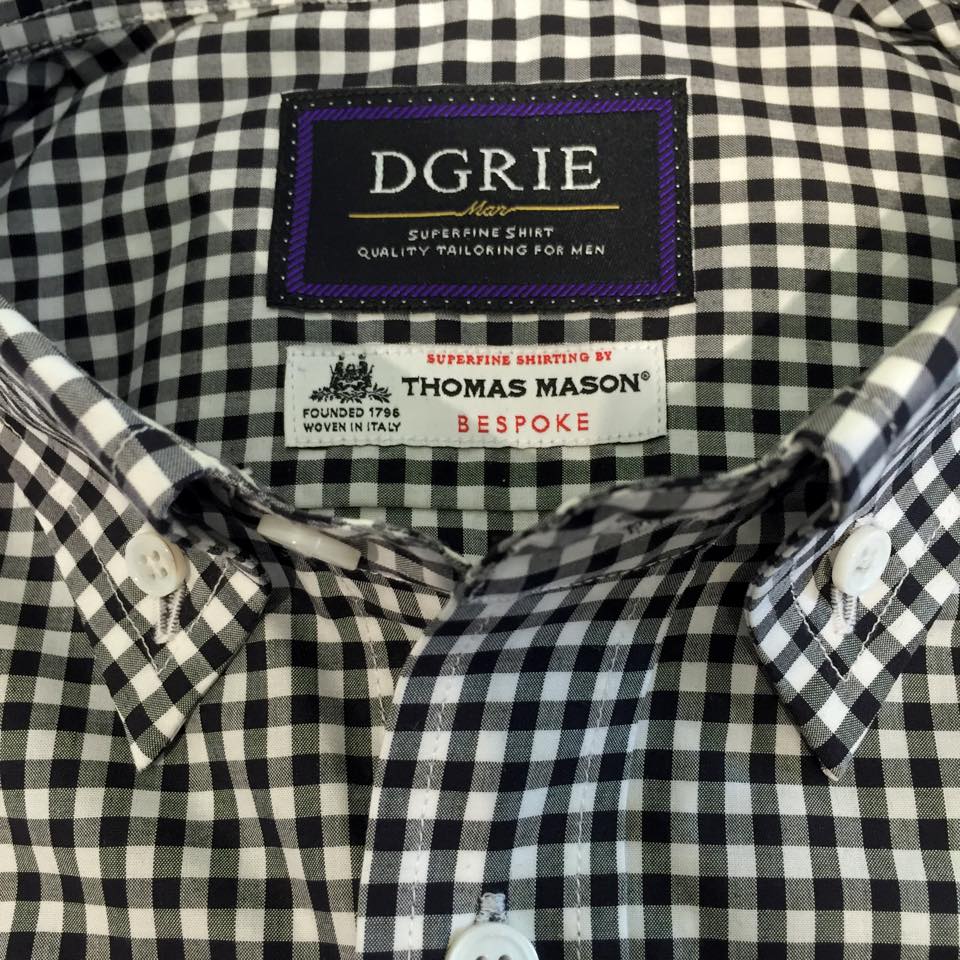 DGRIE
Mar
SUPERFINE SHIRT
QUALITY TAILORING FOR MEN
SUPERFINE SHIRTING BY
THOMAS MASON®
BESPOKE
FOUNDED 1796
WOVEN IN ITALY